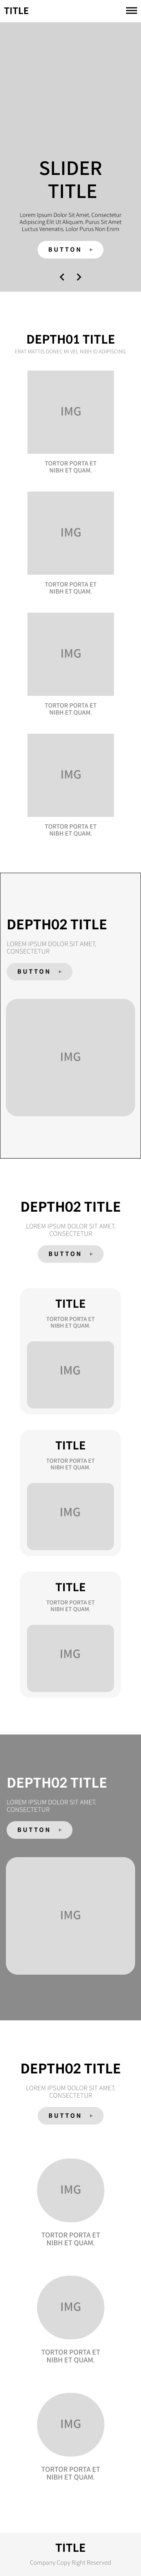 TITLE
SLIDER
TITLE
Lorem Ipsum Dolor Sit Amet, Consectetur
Adipiscing Elit Ut Aliquam, Purus Sit Amet
Luctus Venenatis, Lolor Purus Non Enim
BUTTON +
DEPTH01 TITLE
ERAT MATTIS DONEC MI VEL NIBH ID ADIPISCING.
IMG
TORTOR PORTA ET
NIBH ET QUAM.
IMG
TORTOR PORTA ET
NIBH ET QUAM.
IMG
TORTOR PORTA ET
NIBH ET QUAM.
IMG
TORTOR PORTA ET
NIBH ET QUAM.
DEPTH02 TITLE
LOREM IPSUM DOLOR SIT AMET,
CONSECTETUR
BUTTON +
IMG
DEPTH02 TITLE
LOREM IPSUM DOLOR SIT AMET,
CONSECTETUR
BUTTON +
TITLE
TORTOR PORTA ET
NIBH ET QUAM.
IMG
TITLE
TORTOR PORTA ET
NIBH ET QUAM.
IMG
TITLE
TORTOR PORTA ET
NIBH ET QUAM.
IMG
DEPTH02 TITLE
LOREM IPSUM DOLOR SIT AMET,
CONSECTETUR
BUTTON +
IMG
DEPTH02 TITLE
LOREM IPSUM DOLOR SIT AMET,
CONSECTETUR
BUTTON +
IMG
TORTOR PORTA ET
NIBH ET QUAM.
IMG
TORTOR PORTA ET
NIBH ET QUAM.
IMG
TORTOR PORTA ET
NIBH ET QUAM.
TITLE
Company Copy Right Reserved